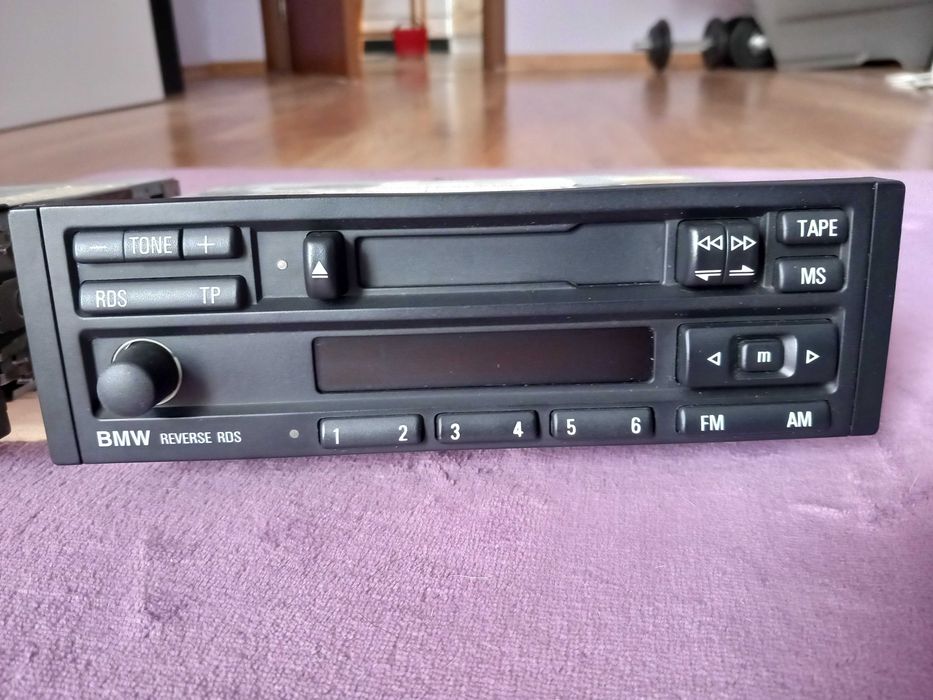 - TONE +
TAPE
RDS TP
MS
m
BMW REVERSE RDS
1 2 3 4 5 6
FM AM